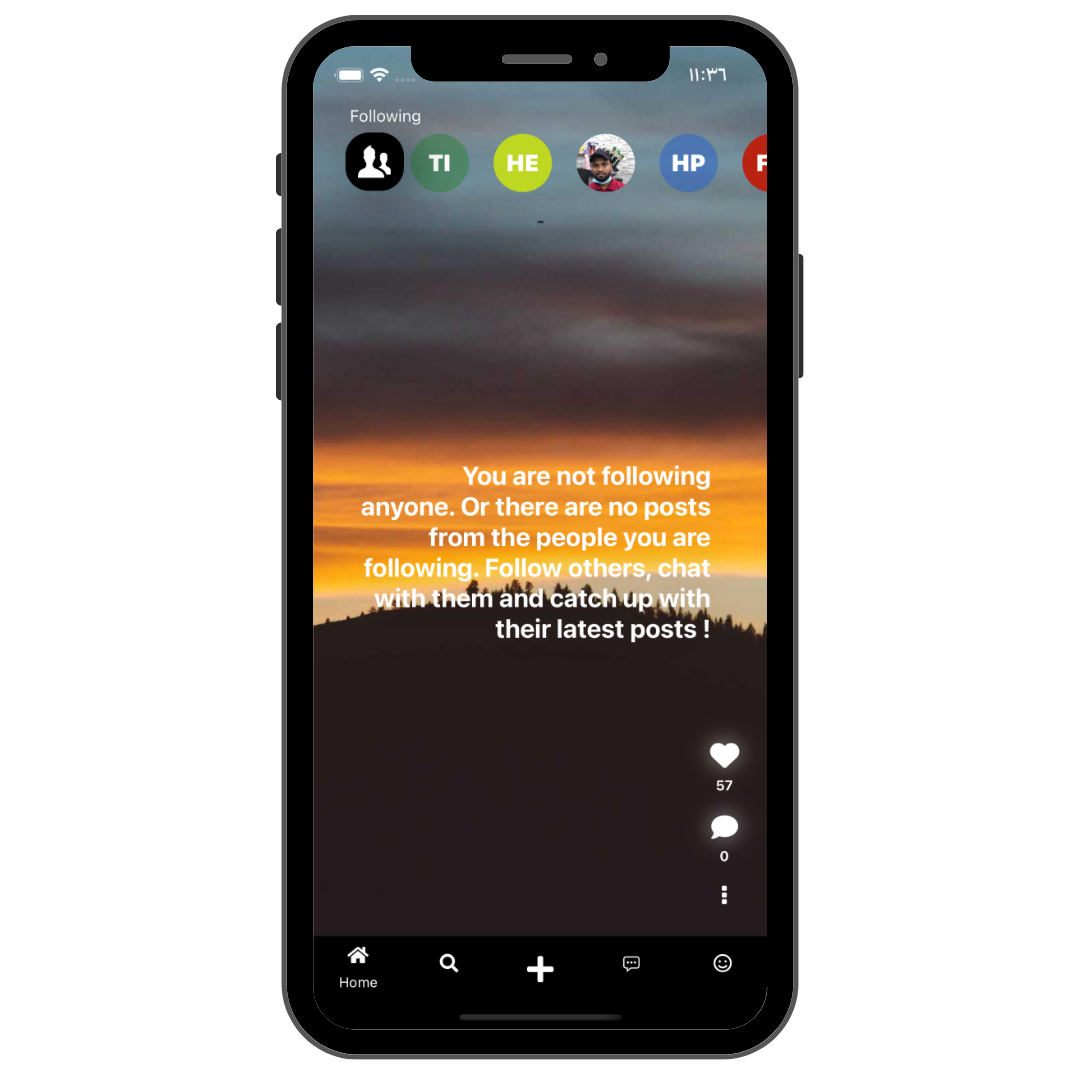 ١١:٣٦
Following
TI HE HP F
You are not following
anyone. Or there are no posts
from the people you are
following. Follow others, chat
with them and catch up with
their latest posts !
57
0
Home